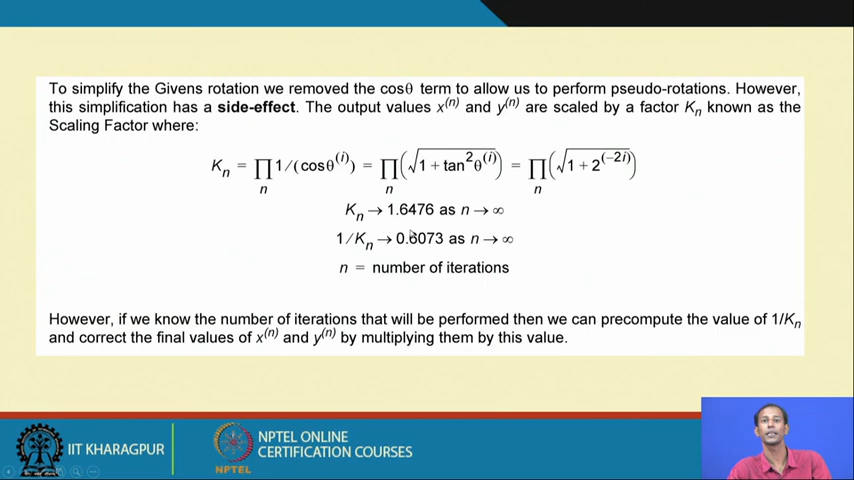 To simplify the Givens rotation we removed the cosθ term to allow us to perform pseudo-rotations. However,
this simplification has a side-effect. The output values x⁽ⁿ⁾ and y⁽ⁿ⁾ are scaled by a factor Kₙ known as the
Scaling Factor where:
Kₙ = ∏ₙ 1/(cosθ⁽ⁱ⁾) = ∏ₙ (√(1 + tan²θ⁽ⁱ⁾)) = ∏ₙ (√(1 + 2⁽⁻²ⁱ⁾))
Kₙ → 1.6476 as n → ∞
1/Kₙ → 0.6073 as n → ∞
n = number of iterations
However, if we know the number of iterations that will be performed then we can precompute the value of 1/Kₙ
and correct the final values of x⁽ⁿ⁾ and y⁽ⁿ⁾ by multiplying them by this value.
IIT KHARAGPUR
NPTEL
NPTEL ONLINE
CERTIFICATION COURSES